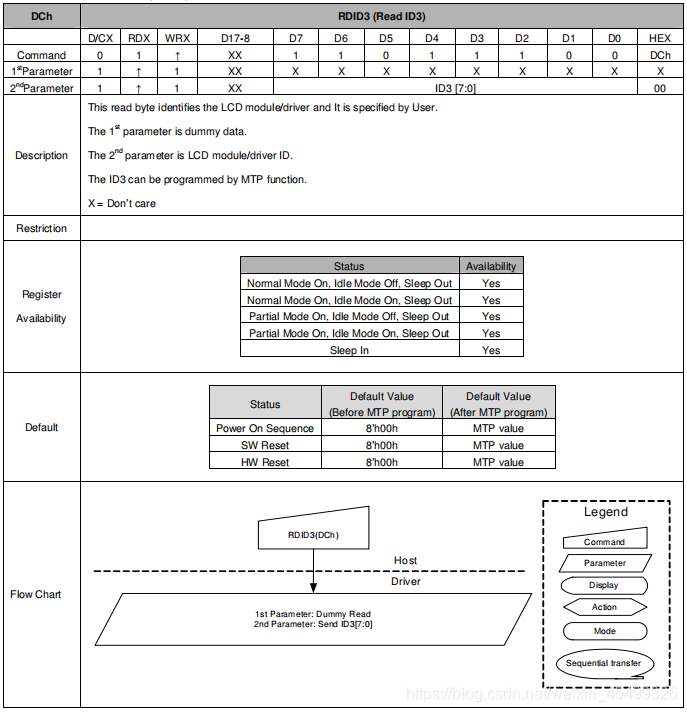 DCh RDID3 (Read ID3)
D/CX RDX WRX D17-8 D7 D6 D5 D4 D3 D2 D1 D0 HEX
Command 0 1 ↑ XX 1 1 0 1 1 1 0 0 DCh
1st Parameter 1 ↑ 1 XX X X X X X X X X X
2nd Parameter 1 ↑ 1 XX ID3 [7:0] 00
Description
This read byte identifies the LCD module/driver and It is specified by User.
The 1st parameter is dummy data.
The 2nd parameter is LCD module/driver ID.
The ID3 can be programmed by MTP function.
X = Don't care
Restriction
Register
Availability
Status Availability
Normal Mode On, Idle Mode Off, Sleep Out Yes
Normal Mode On, Idle Mode On, Sleep Out Yes
Partial Mode On, Idle Mode Off, Sleep Out Yes
Partial Mode On, Idle Mode On, Sleep Out Yes
Sleep In Yes
Default
Status Default Value Default Value
(Before MTP program) (After MTP program)
Power On Sequence 8'h00h MTP value
SW Reset 8'h00h MTP value
HW Reset 8'h00h MTP value
Flow Chart
RDID3(DCh)
Host
Driver
1st Parameter: Dummy Read
2nd Parameter: Send ID3[7:0]
Legend
Command
Parameter
Display
Action
Mode
Sequential transfer
https://blog.csdn.net/weixin_45499326